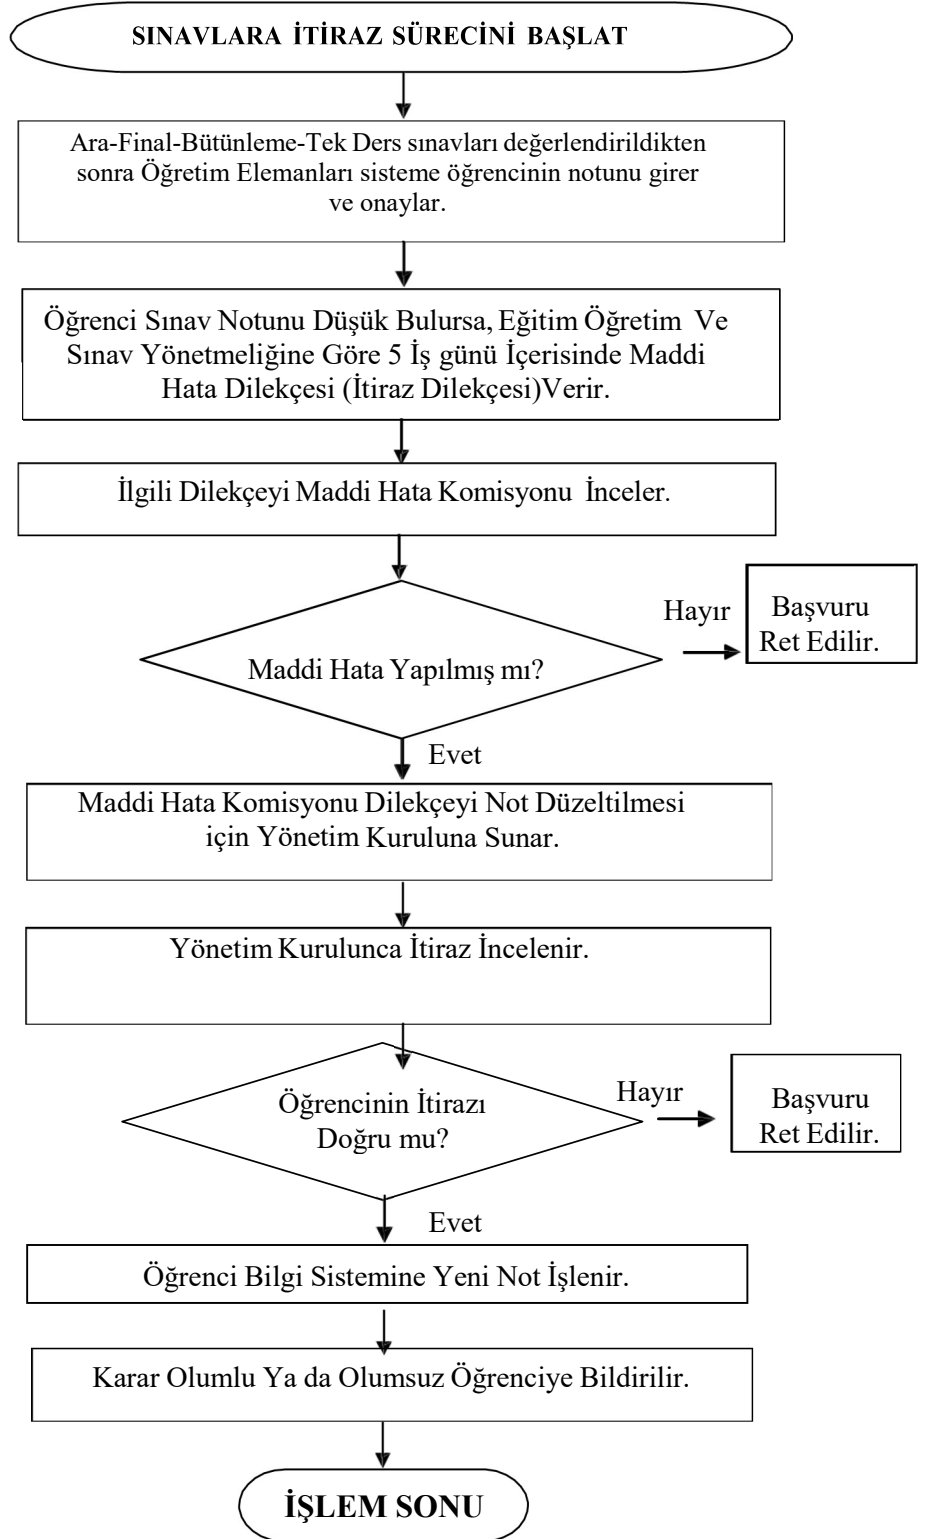 SINAVLARA İTİRAZ SÜRECİNİ BAŞLAT
Ara-Final-Bütünleme-Tek Ders sınavları değerlendirildikten
sonra Öğretim Elemanları sisteme öğrencinin notunu girer
ve onaylar.
Öğrenci Sınav Notunu Düşük Bulursa, Eğitim Öğretim Ve
Sınav Yönetmeliğine Göre 5 İş günü İçerisinde Maddi
Hata Dilekçesi (İtiraz Dilekçesi)Verir.
İlgili Dilekçeyi Maddi Hata Komisyonu İnceler.
Maddi Hata Yapılmış mı?
Hayır
Başvuru
Ret Edilir.
Evet
Maddi Hata Komisyonu Dilekçeyi Not Düzeltilmesi
için Yönetim Kuruluna Sunar.
Yönetim Kurulunca İtiraz İncelenir.
Öğrencinin İtirazı
Doğru mu?
Hayır
Başvuru
Ret Edilir.
Evet
Öğrenci Bilgi Sistemine Yeni Not İşlenir.
Karar Olumlu Ya da Olumsuz Öğrenciye Bildirilir.
İŞLEM SONU